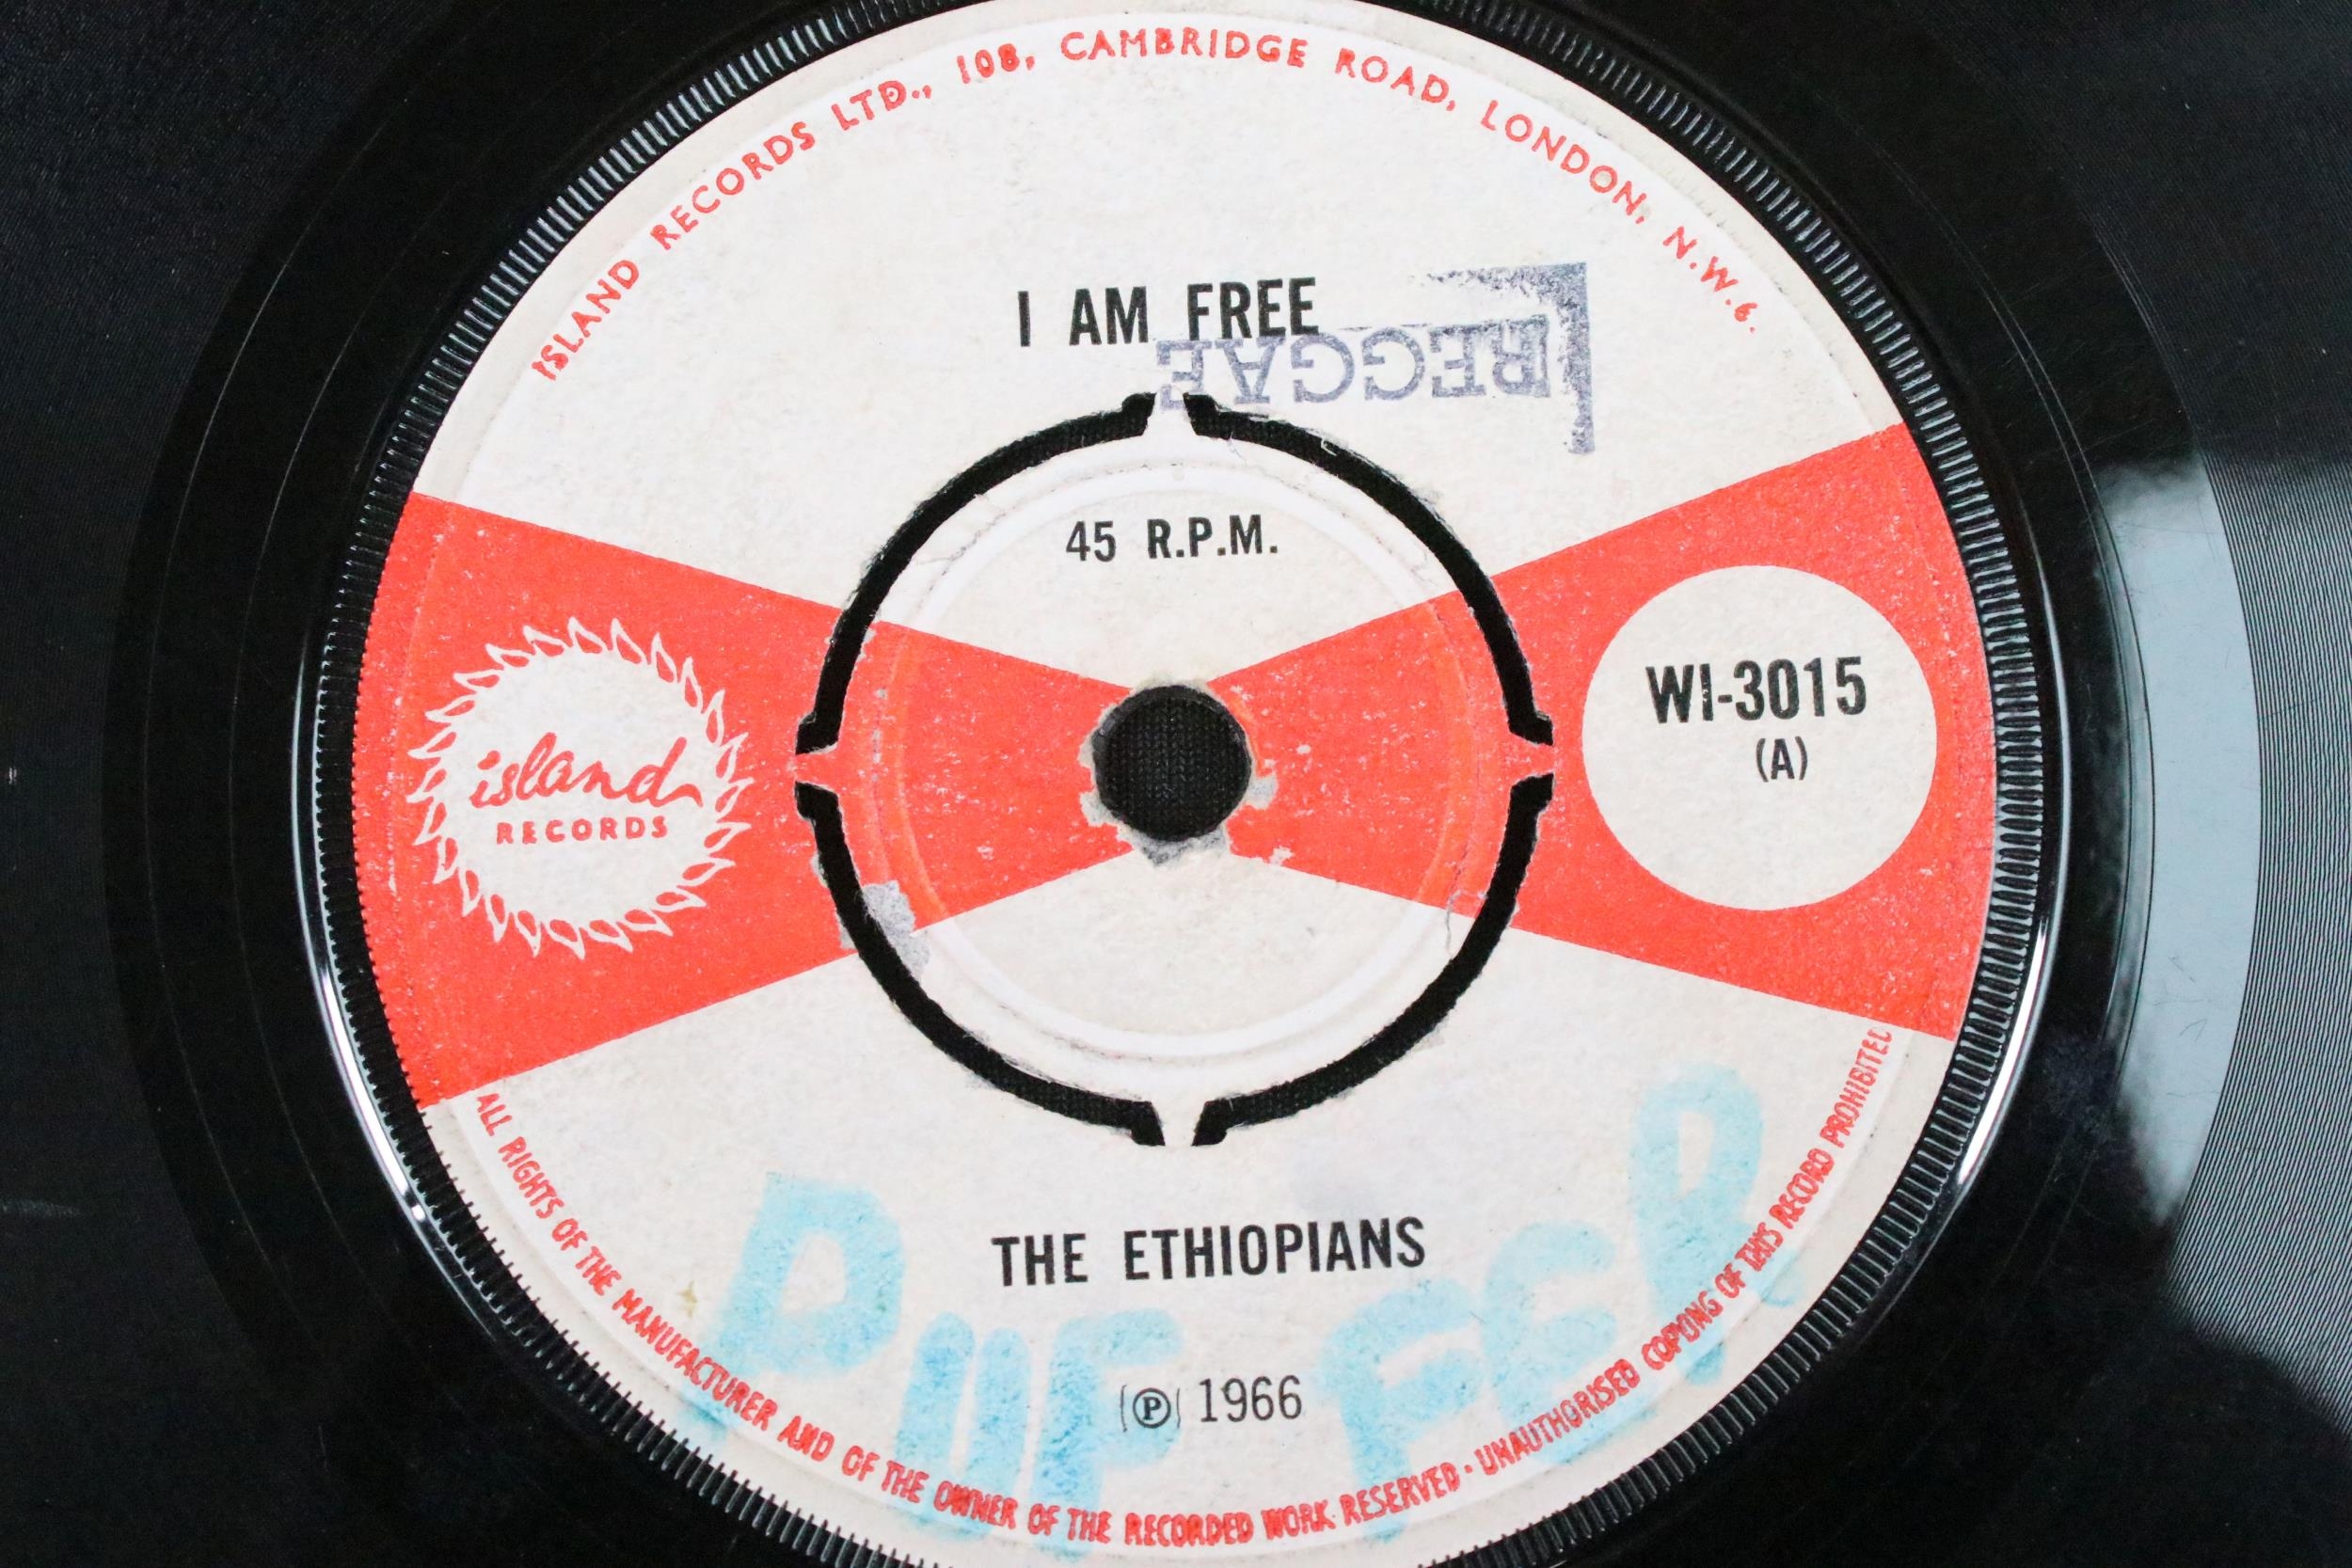 ISLAND RECORDS LTD., 108, CAMBRIDGE ROAD, LONDON, N.W.6.
I AM FREE
REGGAE
45 R.P.M.
island
RECORDS
WI-3015
(A)
THE ETHIOPIANS
(℗) 1966
ALL RIGHTS OF THE MANUFACTURER AND OF THE OWNER OF THE RECORDED WORK RESERVED · UNAUTHORISED COPYING OF THIS RECORD PROHIBITED